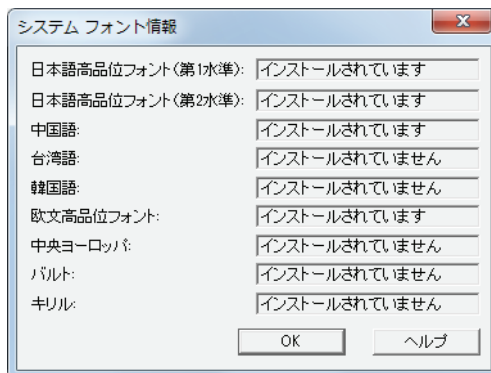 システム フォント情報
日本語高品位フォント(第1水準): インストールされています
日本語高品位フォント(第2水準): インストールされています
中国語: インストールされています
台湾語: インストールされていません
韓国語: インストールされていません
欧文高品位フォント: インストールされています
中央ヨーロッパ: インストールされていません
バルト: インストールされていません
キリル: インストールされていません
OK ヘルプ